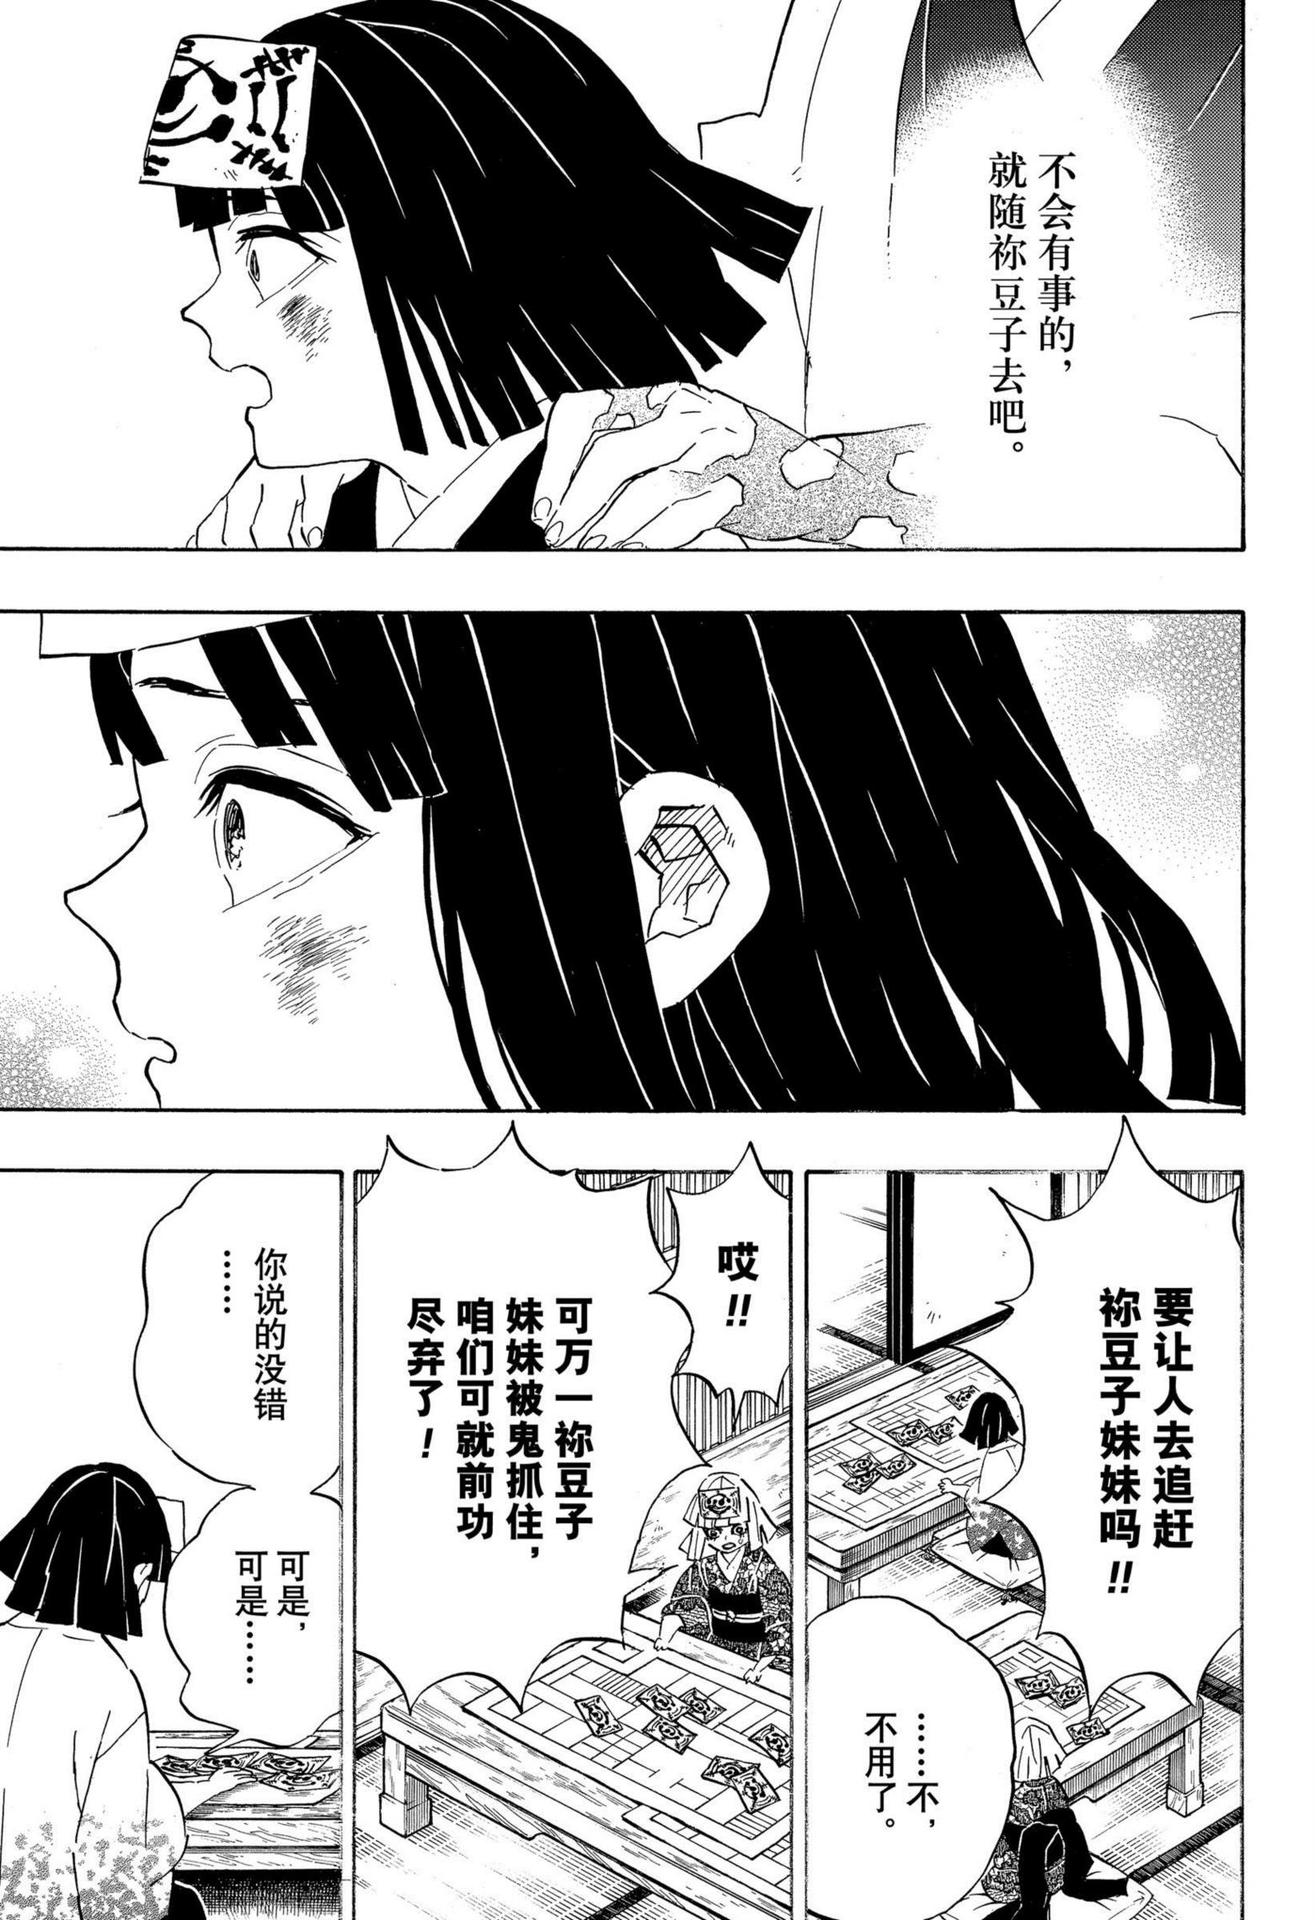 不会有事的，
就随祢豆子去吧。
要让人去追赶
祢豆子妹妹吗！！
……不，
不用了。
哎！！
可万一祢豆子
妹妹被鬼抓住，
咱们可就前功
尽弃了！
你说的没错
……
可是，
可是……